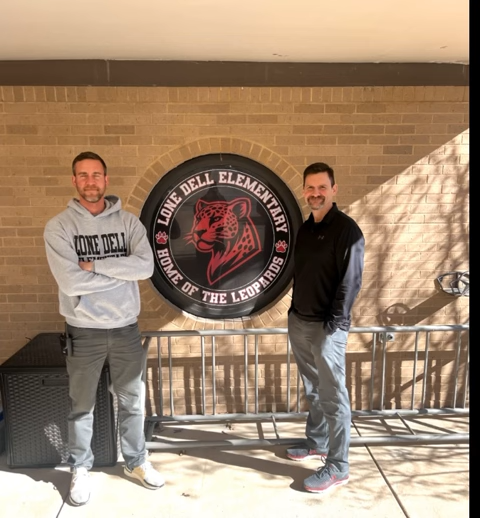 LONE DELL ELEMENTARY
HOME OF THE LEOPARDS
LONE DELL